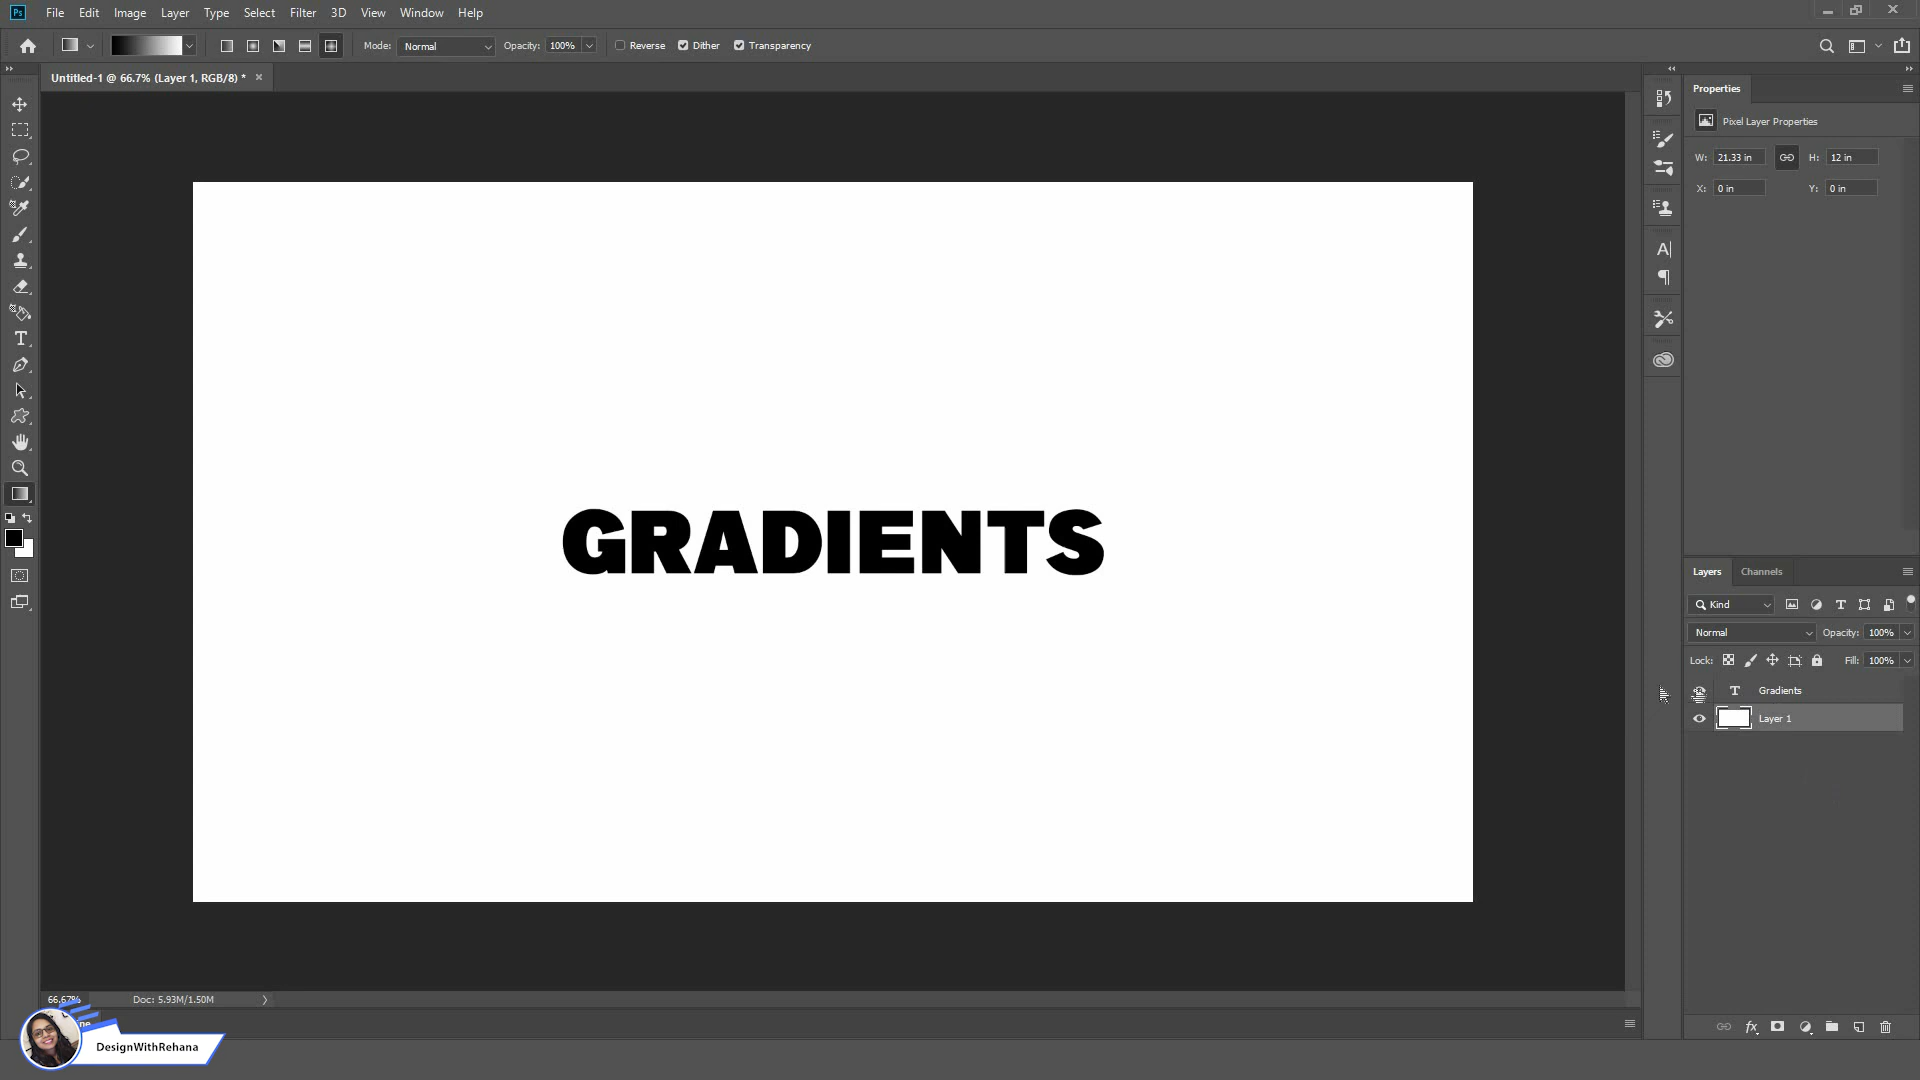 Ps File Edit Image Layer Type Select Filter 3D View Window Help
Mode: Normal Opacity: 100% Reverse Dither Transparency
Untitled-1 @ 66.7% (Layer 1, RGB/8) *
Properties
Pixel Layer Properties
W: 21.33 in H: 12 in
X: 0 in Y: 0 in
GRADIENTS
Layers Channels
Kind
Normal Opacity: 100%
Lock: Fill: 100%
Gradients
Layer 1
66.67% Doc: 5.93M/1.50M
DesignWithRehana